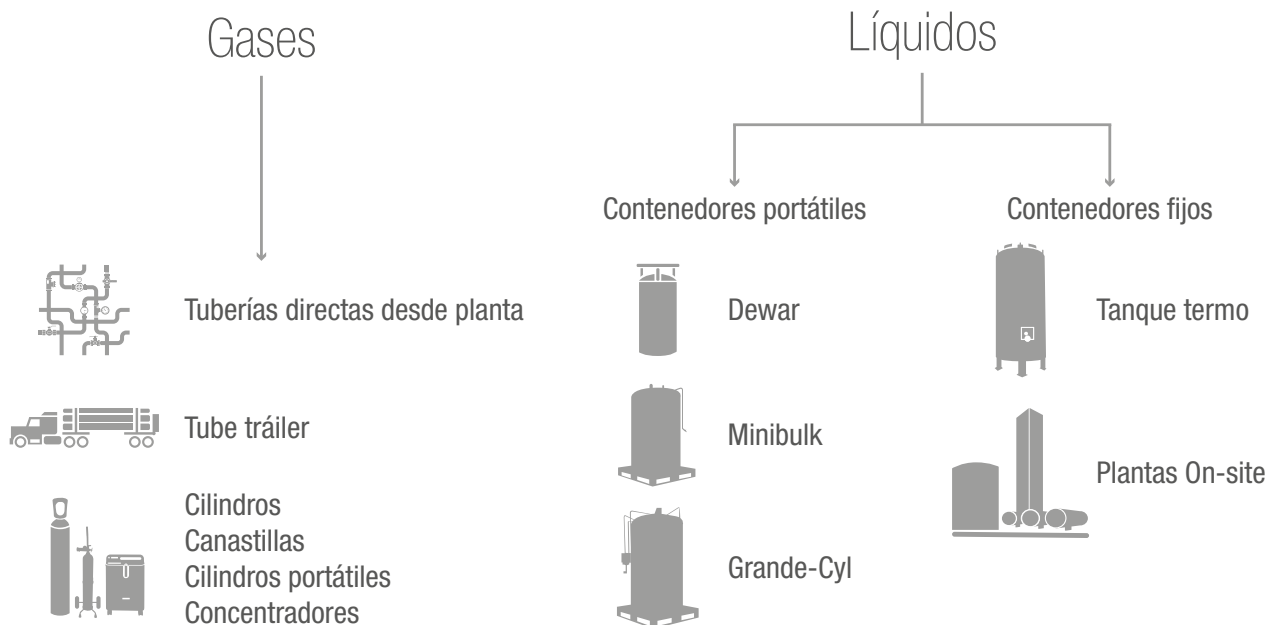 Gases
Tuberías directas desde planta
Tube tráiler
Cilindros
Canastillas
Cilindros portátiles
Concentradores
Líquidos
Contenedores portátiles
Dewar
Minibulk
Grande-Cyl
Contenedores fijos
Tanque termo
Plantas On-site